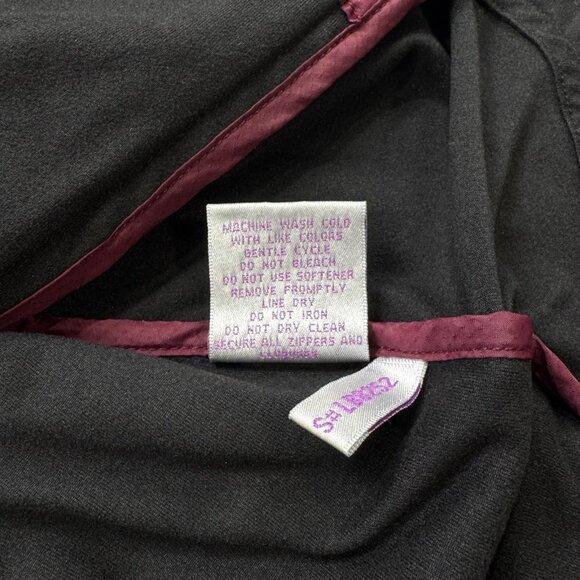 MACHINE WASH COLD
WITH LIKE COLORS
GENTLE CYCLE
DO NOT BLEACH
DO NOT USE SOFTENER
REMOVE PROMPTLY
LINE DRY
DO NOT IRON
DO NOT DRY CLEAN
SECURE ALL ZIPPERS AND
S#